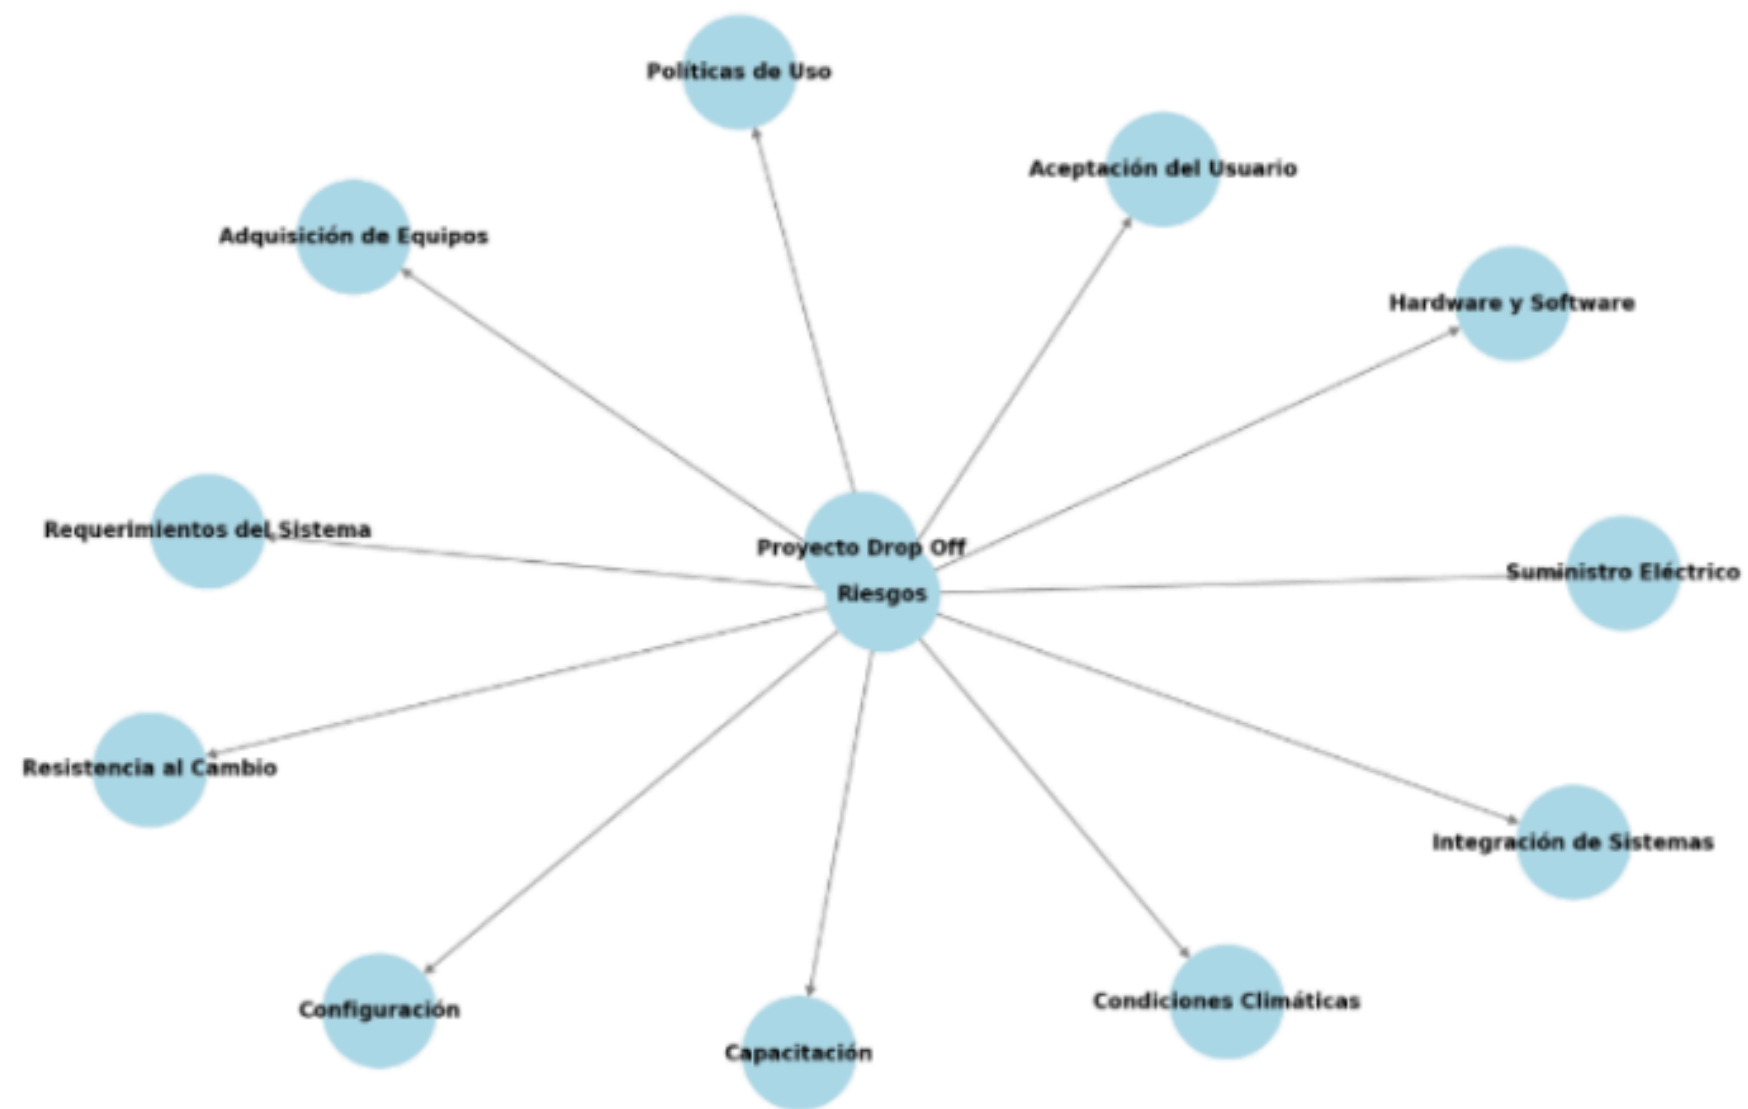 Políticas de Uso
Aceptación del Usuario
Adquisición de Equipos
Hardware y Software
Requerimientos del Sistema
Proyecto Drop Off
Suministro Eléctrico
Riesgos
Resistencia al Cambio
Integración de Sistemas
Condiciones Climáticas
Configuración
Capacitación